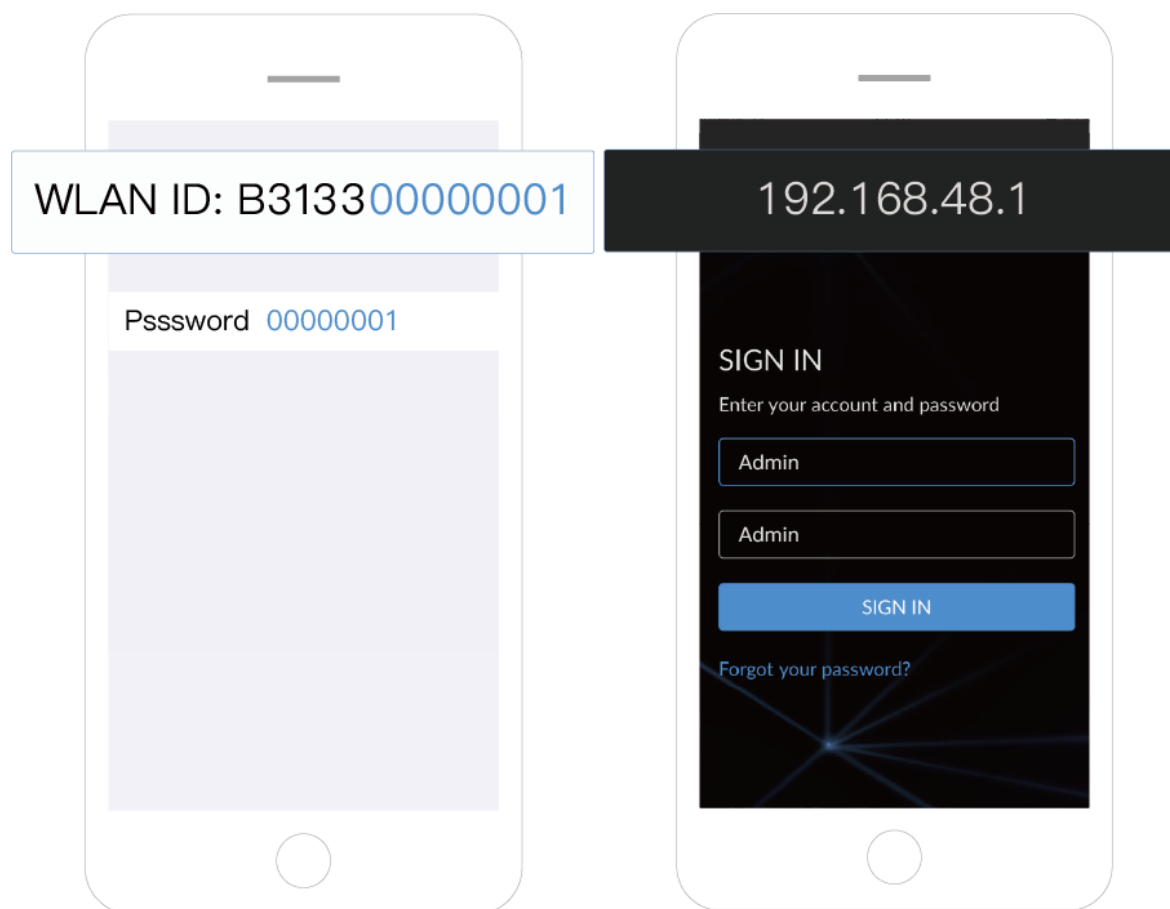 WLAN ID: B313300000001
Psssword 00000001
192.168.48.1
SIGN IN
Enter your account and password
Admin
Admin
SIGN IN
Forgot your password?